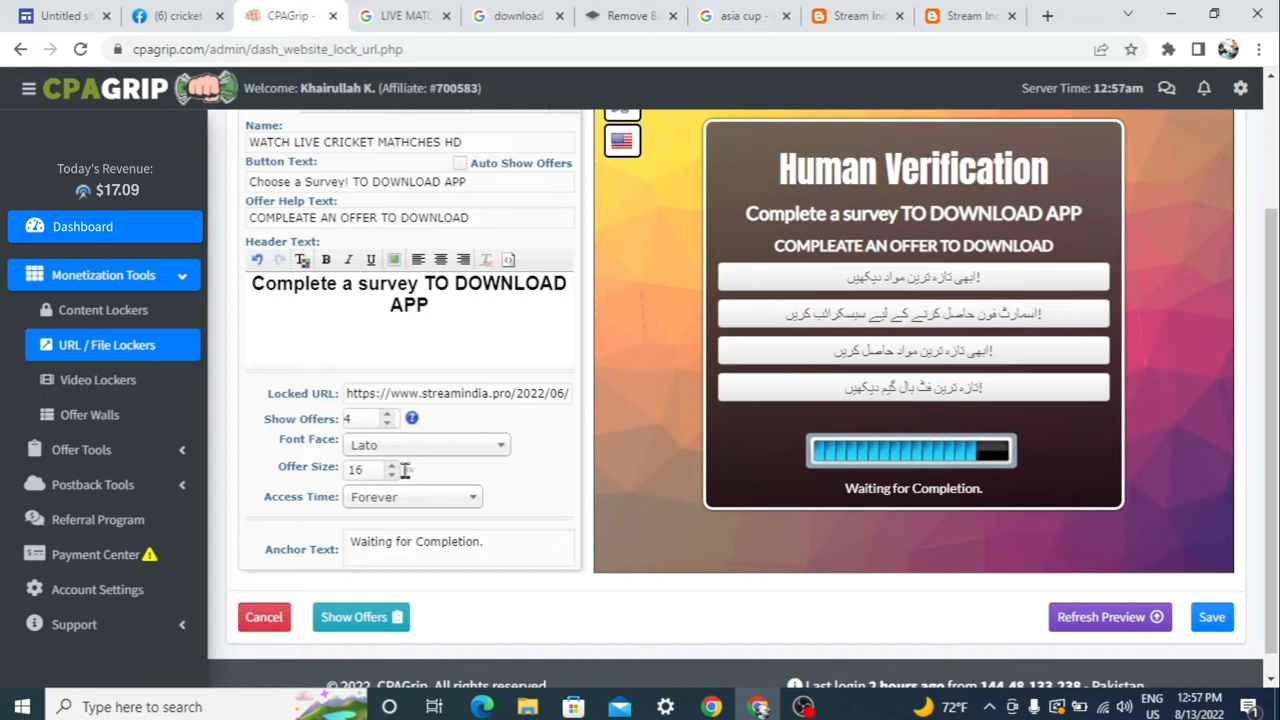 Untitled si
(6) cricket
CPAGrip -
LIVE MATC
download
Remove Ba
asia cup - s
Stream Ind
Stream Ind
cpagrip.com/admin/dash_website_lock_url.php
CPAGRIP
Welcome: Khairullah K. (Affiliate: #700583)
Server Time: 12:57am
Today's Revenue:
$17.09
Dashboard
Monetization Tools
Content Lockers
URL / File Lockers
Video Lockers
Offer Walls
Offer Tools
Postback Tools
Referral Program
Payment Center
Account Settings
Support
Name:
WATCH LIVE CRICKET MATHCHES HD
Button Text:
Auto Show Offers
Choose a Survey! TO DOWNLOAD APP
Offer Help Text:
COMPLEATE AN OFFER TO DOWNLOAD
Header Text:
Complete a survey TO DOWNLOAD
APP
Locked URL: https://www.streamindia.pro/2022/06/
Show Offers: 4
Font Face: Lato
Offer Size: 16
Access Time: Forever
Anchor Text: Waiting for Completion.
Human Verification
Complete a survey TO DOWNLOAD APP
COMPLEATE AN OFFER TO DOWNLOAD
ابھی تازہ ترین مواد دیکھیں!
اسمارٹ فون حاصل کرنے کے لیے سبسکرائب کریں!
ابھی تازہ ترین مواد حاصل کریں!
تازہ ترین فٹ بال گیم دیکھیں!
Waiting for Completion.
Cancel
Show Offers
Refresh Preview
Save
© 2022 CPAGrip. All rights reserved.
Last login 2 hours ago from 144.48.133.238 - Pakistan
Type here to search
72°F
ENG
US
12:57 PM
8/13/2022